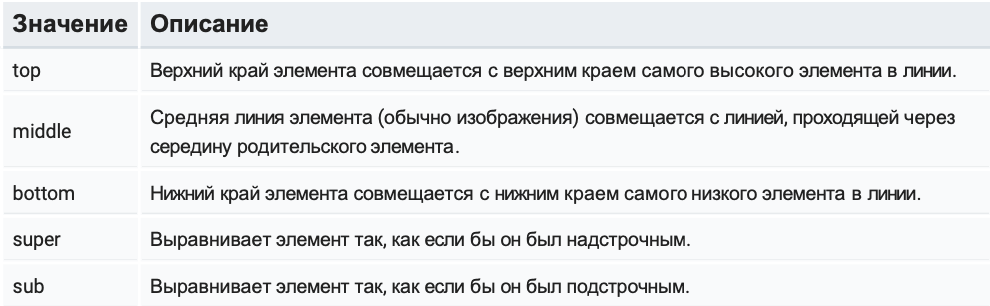 Значение Описание
top Верхний край элемента совмещается с верхним краем самого высокого элемента в линии.
middle Средняя линия элемента (обычно изображения) совмещается с линией, проходящей через
середину родительского элемента.
bottom Нижний край элемента совмещается с нижним краем самого низкого элемента в линии.
super Выравнивает элемент так, как если бы он был надстрочным.
sub Выравнивает элемент так, как если бы он был подстрочным.